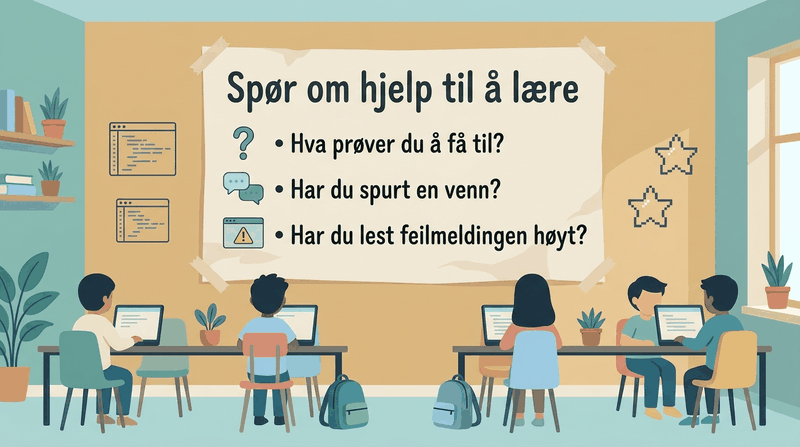 Spør om hjelp til å lære
• Hva prøver du å få til?
• Har du spurt en venn?
• Har du lest feilmeldingen høyt?